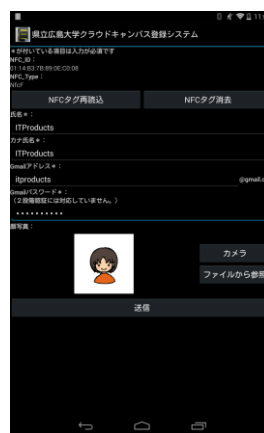 11:
県立広島大学クラウドキャンパス登録システム
*が付いている項目は入力が必須です
NFC_ID :
01:14:B3:7B:B9:0E:C0:08
NFC_Type :
NfcF
NFCタグ再読込
NFCタグ消去
氏名* :
ITProducts
カナ氏名* :
ITProducts
Gmailアドレス* :
itproducts
@gmail.c
Gmailパスワード* :
(2段階認証には対応していません。)
••••••••••
顔写真 :
カメラ
ファイルから参照
送信